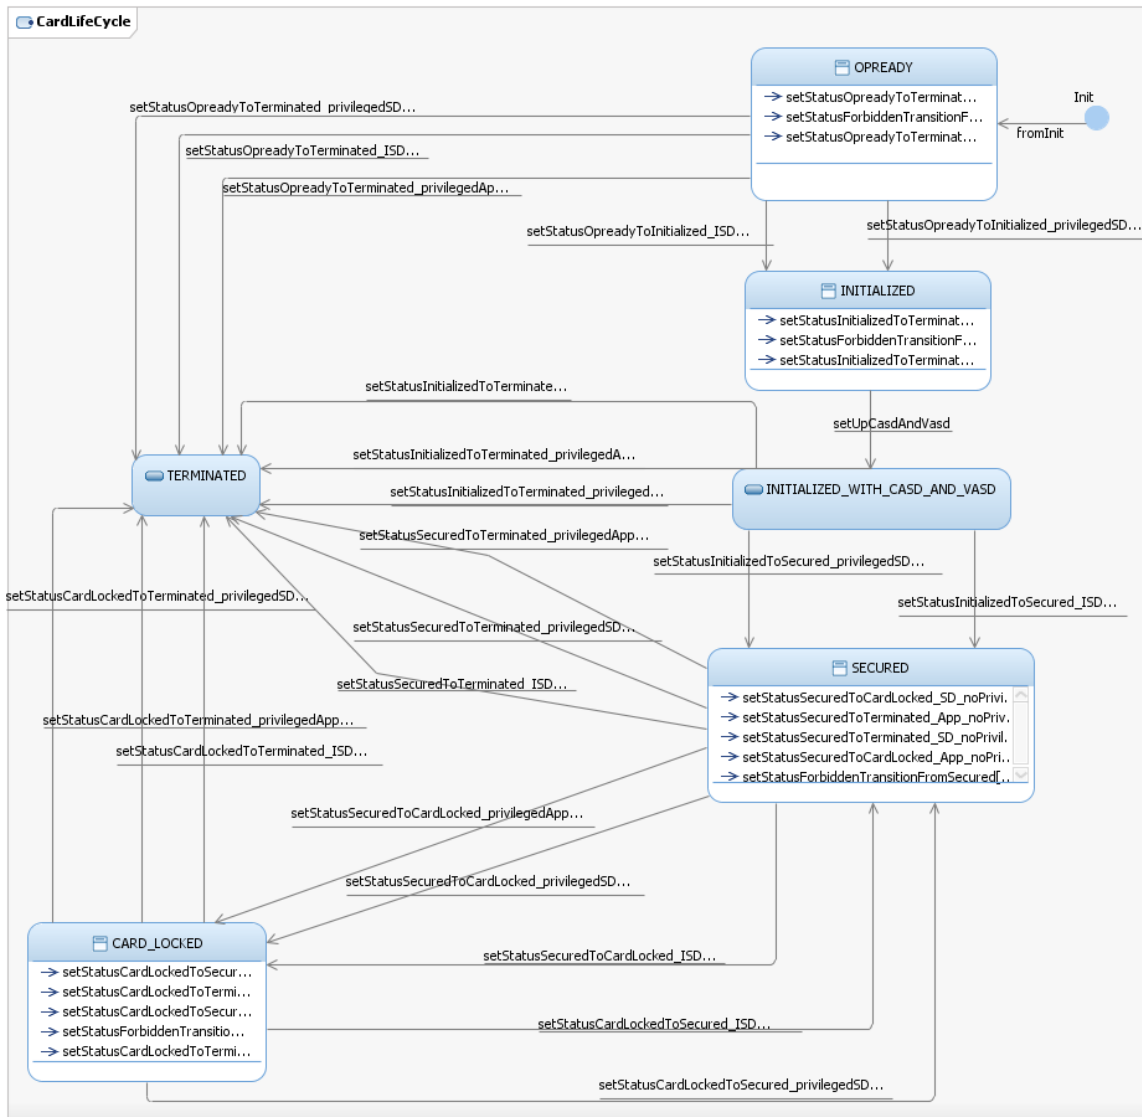 CardLifeCycle
OPREADY
setStatusOpreadyToTerminat...
setStatusForbiddenTransitionF...
setStatusOpreadyToTerminat...
Init
fromInit
setStatusOpreadyToTerminated_privilegedSD...
setStatusOpreadyToTerminated_ISD...
setStatusOpreadyToTerminated_privilegedAp...
setStatusOpreadyToInitialized_ISD...
setStatusOpreadyToInitialized_privilegedSD...
INITIALIZED
setStatusInitializedToTerminat...
setStatusForbiddenTransitionF...
setStatusInitializedToTerminat...
setStatusInitializedToTerminate...
setUpCasdAndVasd
setStatusInitializedToTerminated_privilegedA...
TERMINATED
setStatusInitializedToTerminated_privileged...
INITIALIZED_WITH_CASD_AND_VASD
setStatusSecuredToTerminated_privilegedApp...
setStatusInitializedToSecured_privilegedSD...
setStatusCardLockedToTerminated_privilegedSD...
setStatusInitializedToSecured_ISD...
setStatusSecuredToTerminated_privilegedSD...
setStatusSecuredToTerminated_ISD...
SECURED
setStatusSecuredToCardLocked_SD_noPrivi.
setStatusSecuredToTerminated_App_noPriv.
setStatusSecuredToTerminated_SD_noPrivil.
setStatusSecuredToCardLocked_App_noPri..
setStatusForbiddenTransitionFromSecured[..
setStatusCardLockedToTerminated_privilegedApp...
setStatusCardLockedToTerminated_ISD...
setStatusSecuredToCardLocked_privilegedApp...
setStatusSecuredToCardLocked_privilegedSD...
CARD_LOCKED
setStatusCardLockedToSecur...
setStatusCardLockedToTermi...
setStatusCardLockedToSecur...
setStatusForbiddenTransitio...
setStatusCardLockedToTermi...
setStatusSecuredToCardLocked_ISD...
setStatusCardLockedToSecured_ISD...
setStatusCardLockedToSecured_privilegedSD...